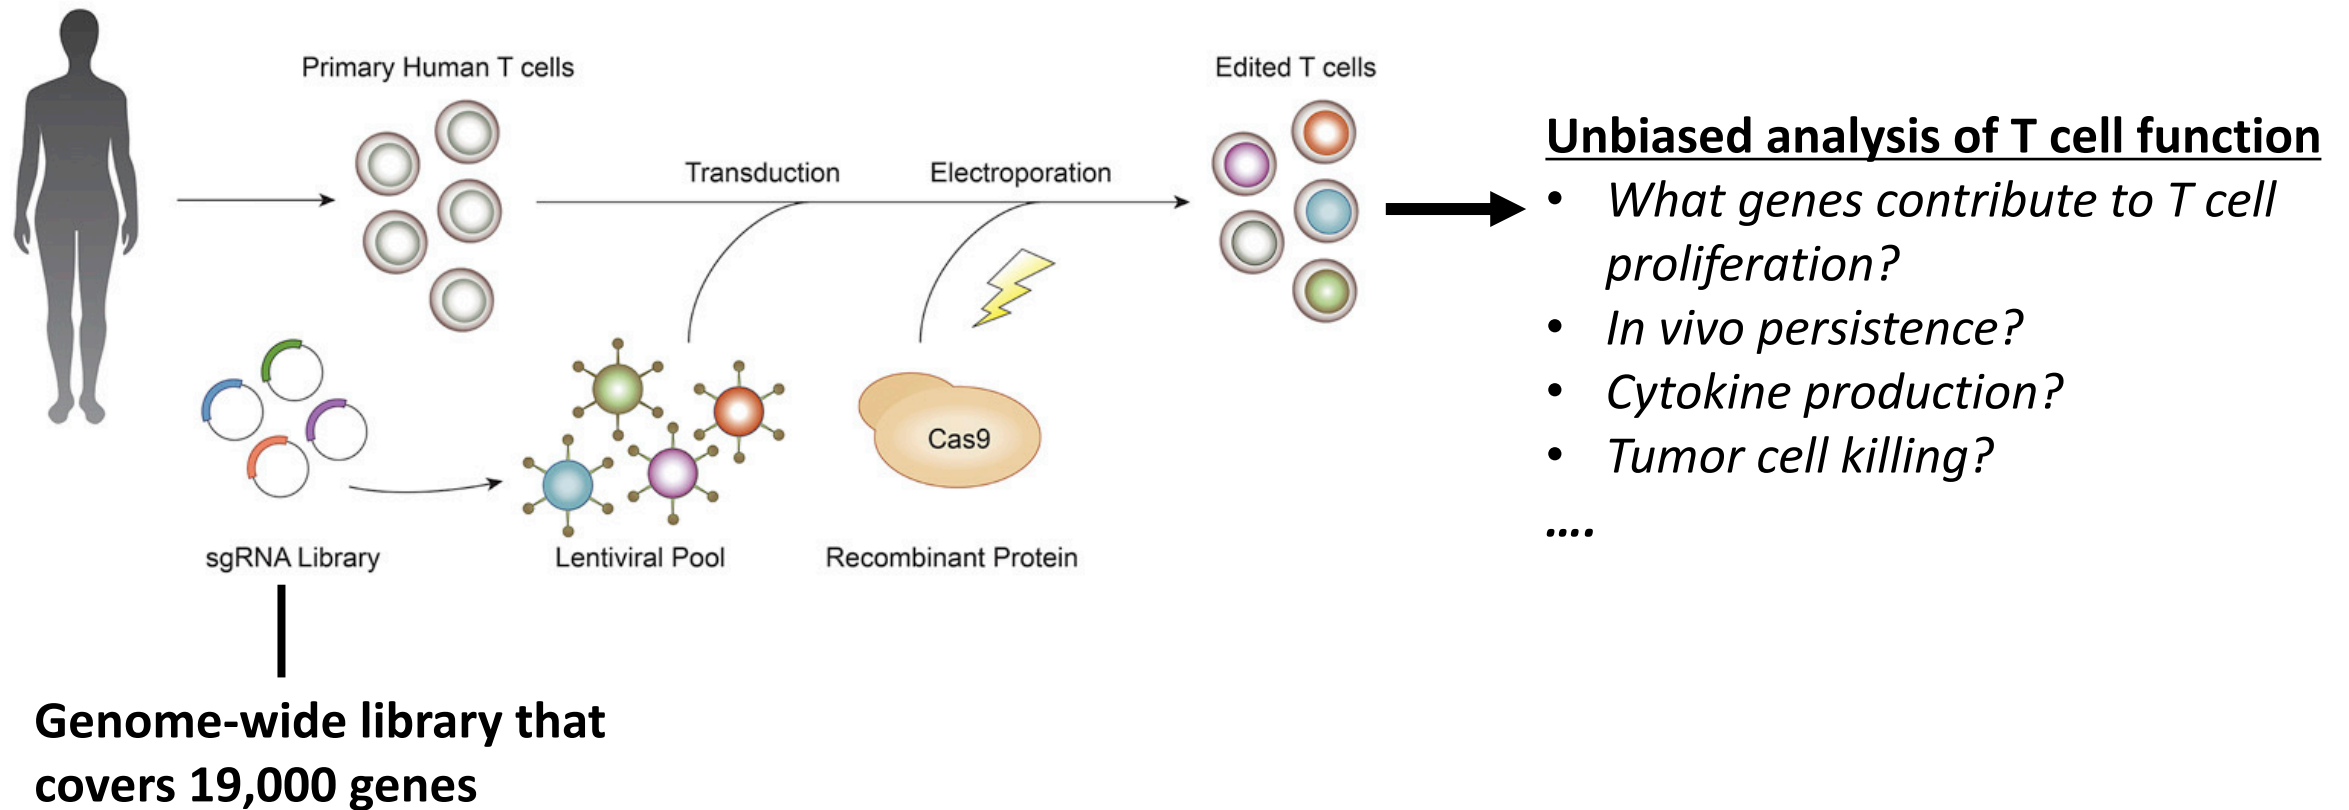 Primary Human T cells
Edited T cells
Transduction
Electroporation
Cas9
sgRNA Library
Lentiviral Pool
Recombinant Protein
Genome-wide library that
covers 19,000 genes
Unbiased analysis of T cell function
• What genes contribute to T cell
proliferation?
• In vivo persistence?
• Cytokine production?
• Tumor cell killing?
....